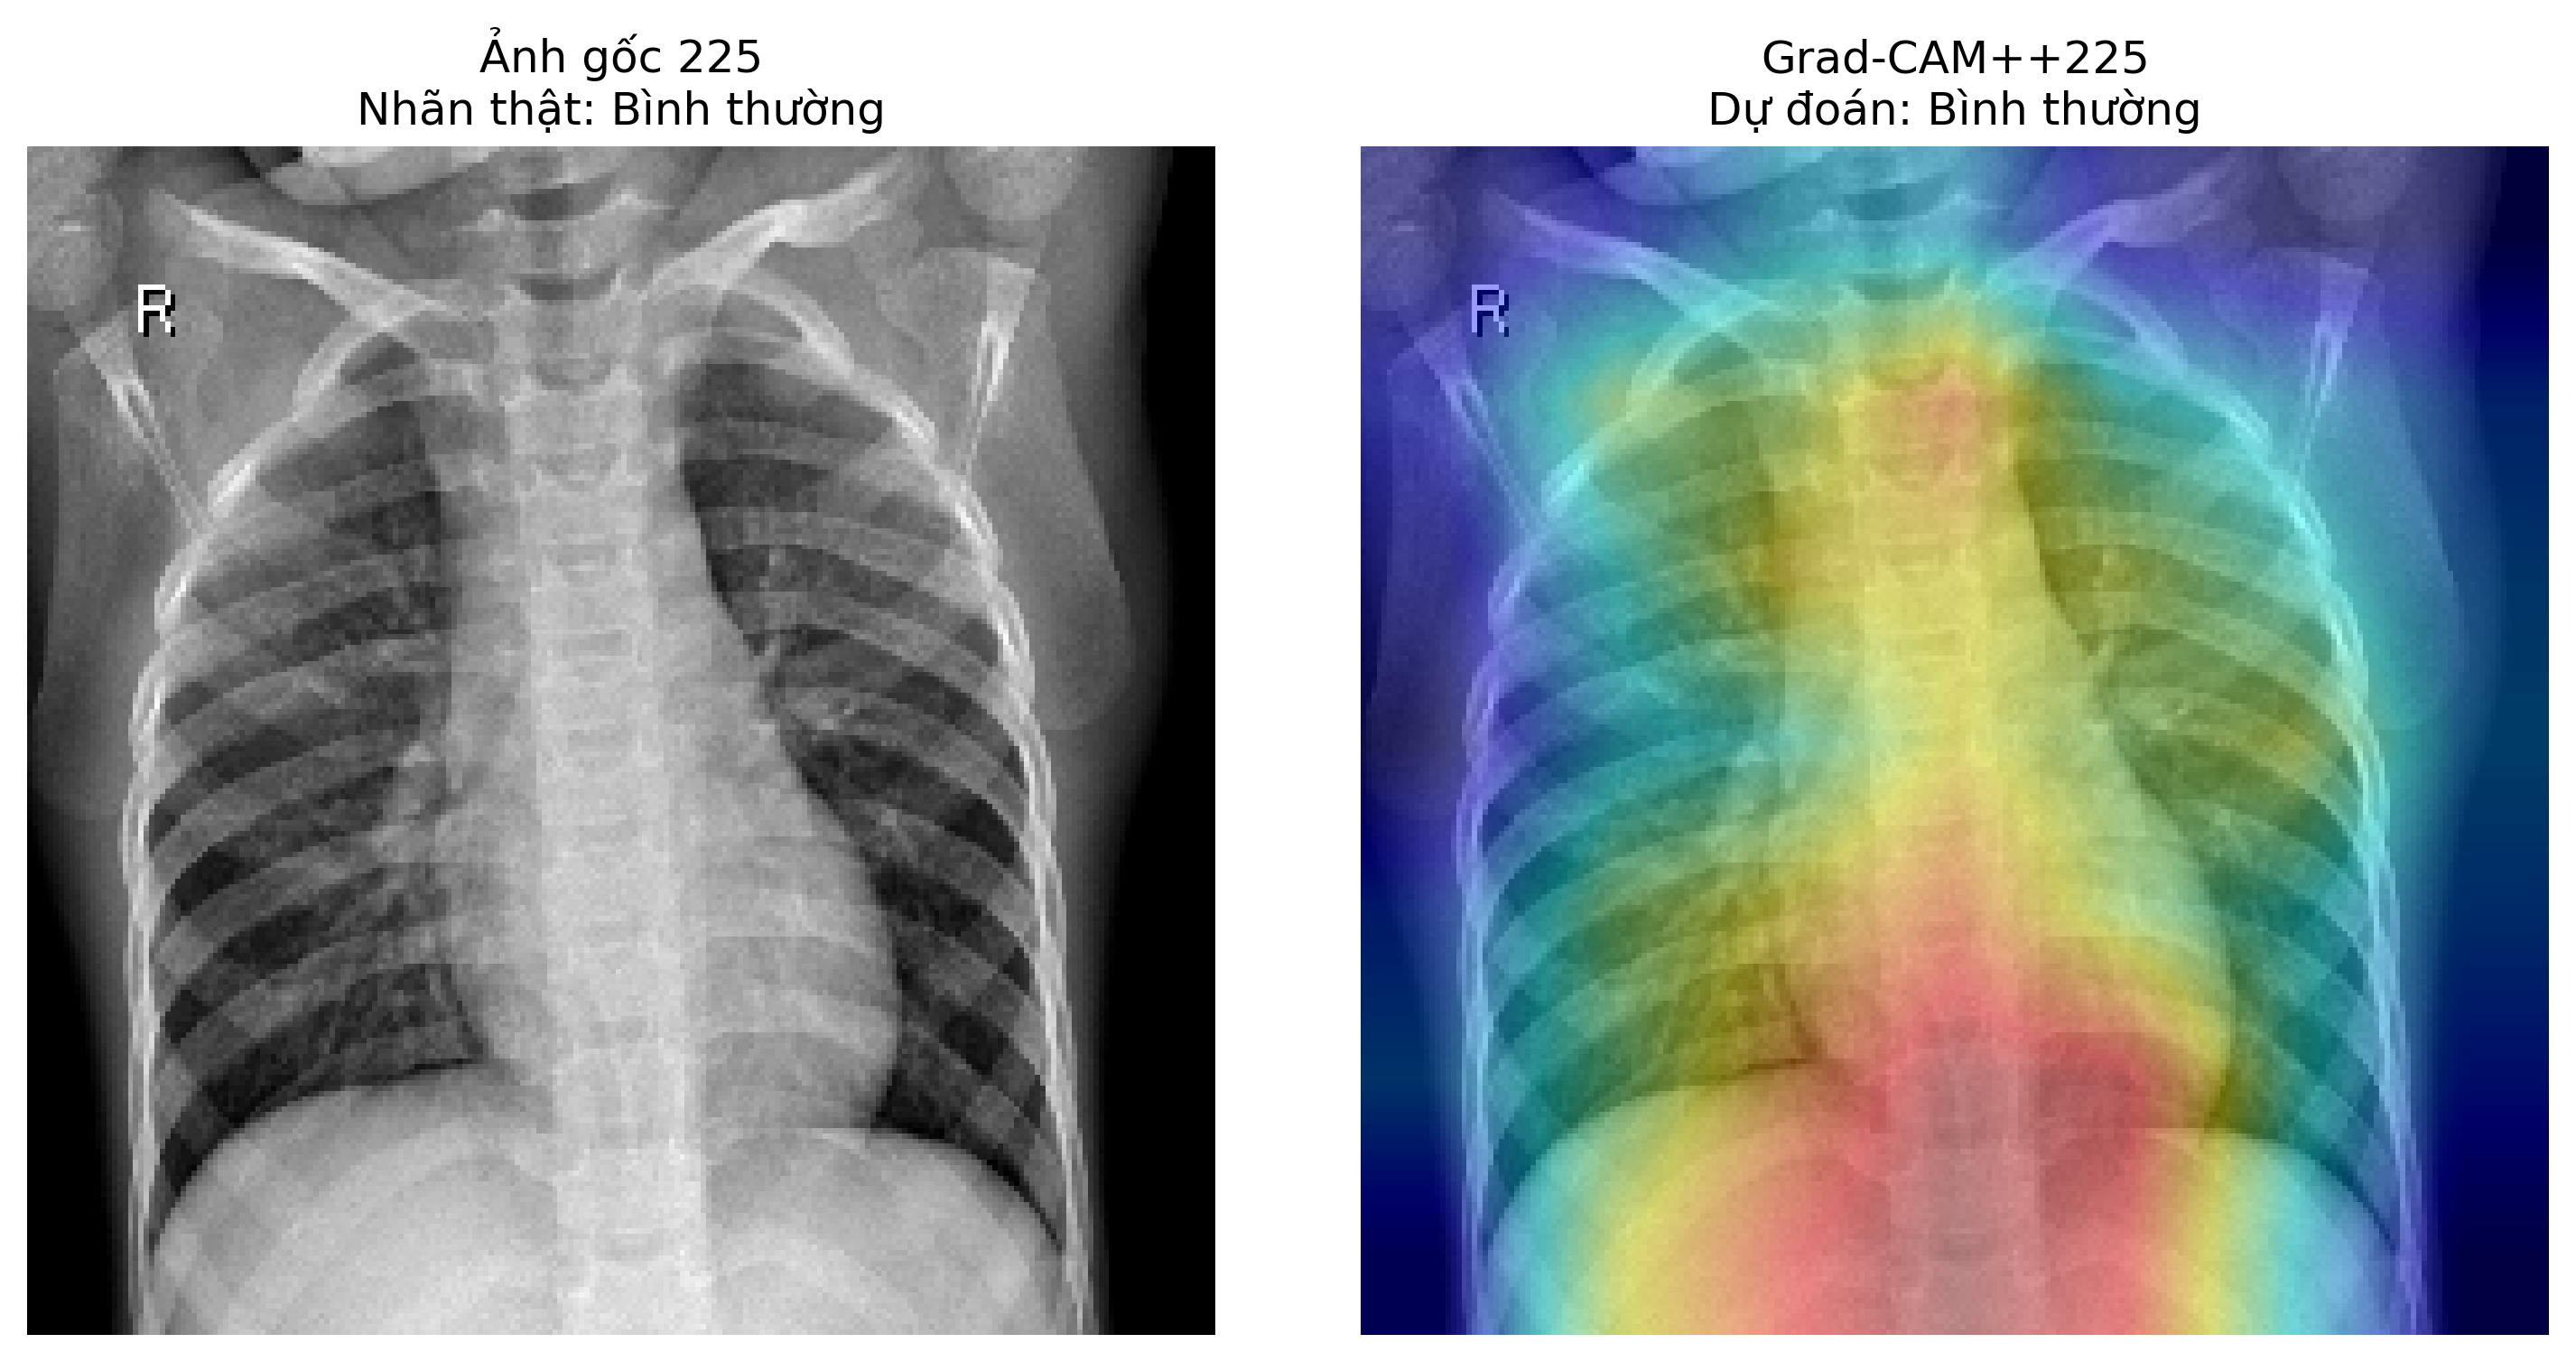 Ảnh gốc 225
Nhãn thật: Bình thường
Grad-CAM++225
Dự đoán: Bình thường
R
R